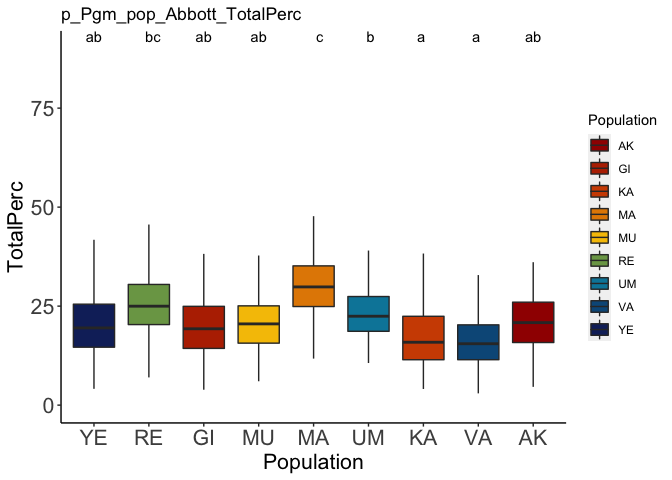 p_Pgm_pop_Abbott_TotalPerc
ab bc ab ab c b a a ab
TotalPerc
75
50
25
0
YE RE GI MU MA UM KA VA AK
Population
Population
AK
GI
KA
MA
MU
RE
UM
VA
YE